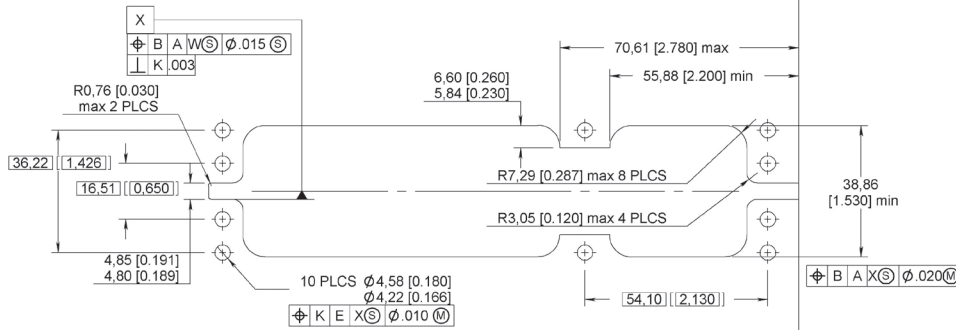 X
⌖ B A WⓈ Ø.015 Ⓢ
⊥ K .003
70,61 [2.780] max
55,88 [2.200] min
6,60 [0.260]
5,84 [0.230]
R0,76 [0.030]
max 2 PLCS
36,22 [1,426]
16,51 [0,650]
R7,29 [0.287] max 8 PLCS
38,86
[1.530] min
R3,05 [0.120] max 4 PLCS
4,85 [0.191]
4,80 [0.189]
10 PLCS Ø4,58 [0.180]
Ø4,22 [0.166]
⌖ K E XⓈ Ø.010 Ⓜ
54,10 [2,130]
⌖ B A XⓈ Ø.020Ⓜ